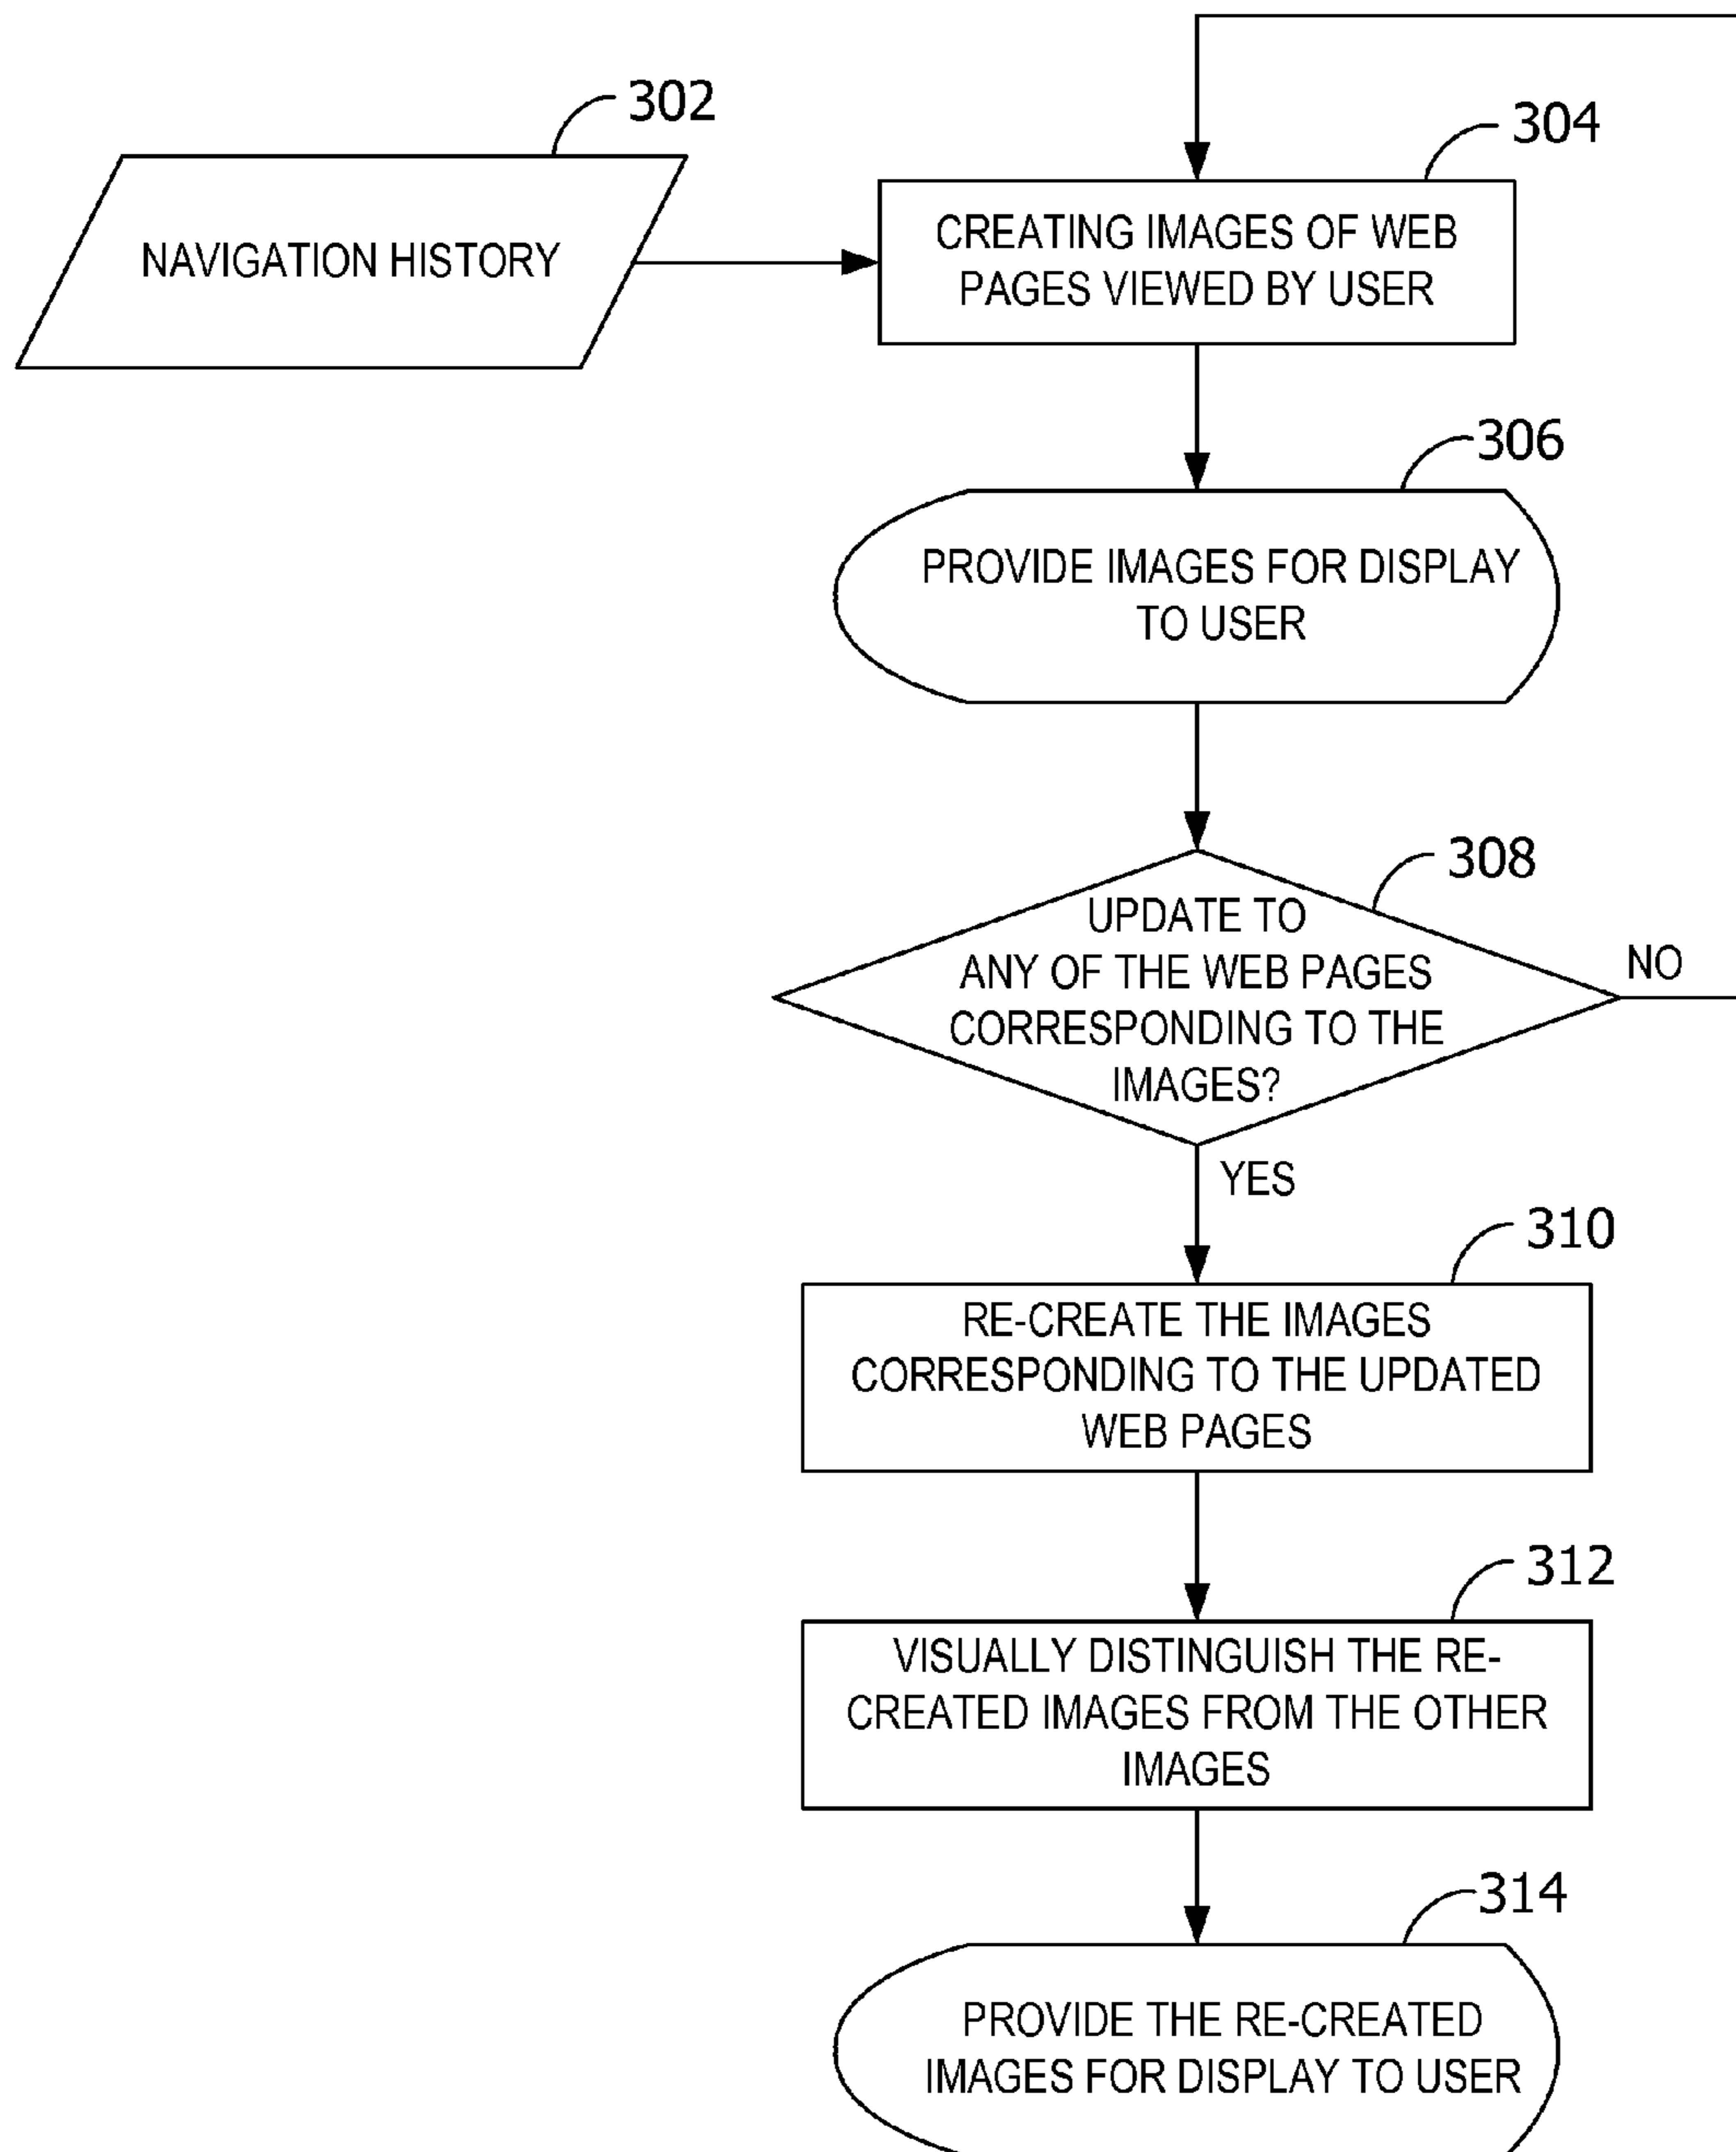 302
NAVIGATION HISTORY
304
CREATING IMAGES OF WEB
PAGES VIEWED BY USER
306
PROVIDE IMAGES FOR DISPLAY
TO USER
308
UPDATE TO
ANY OF THE WEB PAGES
CORRESPONDING TO THE
IMAGES?
NO
YES
310
RE-CREATE THE IMAGES
CORRESPONDING TO THE UPDATED
WEB PAGES
312
VISUALLY DISTINGUISH THE RE-
CREATED IMAGES FROM THE OTHER
IMAGES
314
PROVIDE THE RE-CREATED
IMAGES FOR DISPLAY TO USER